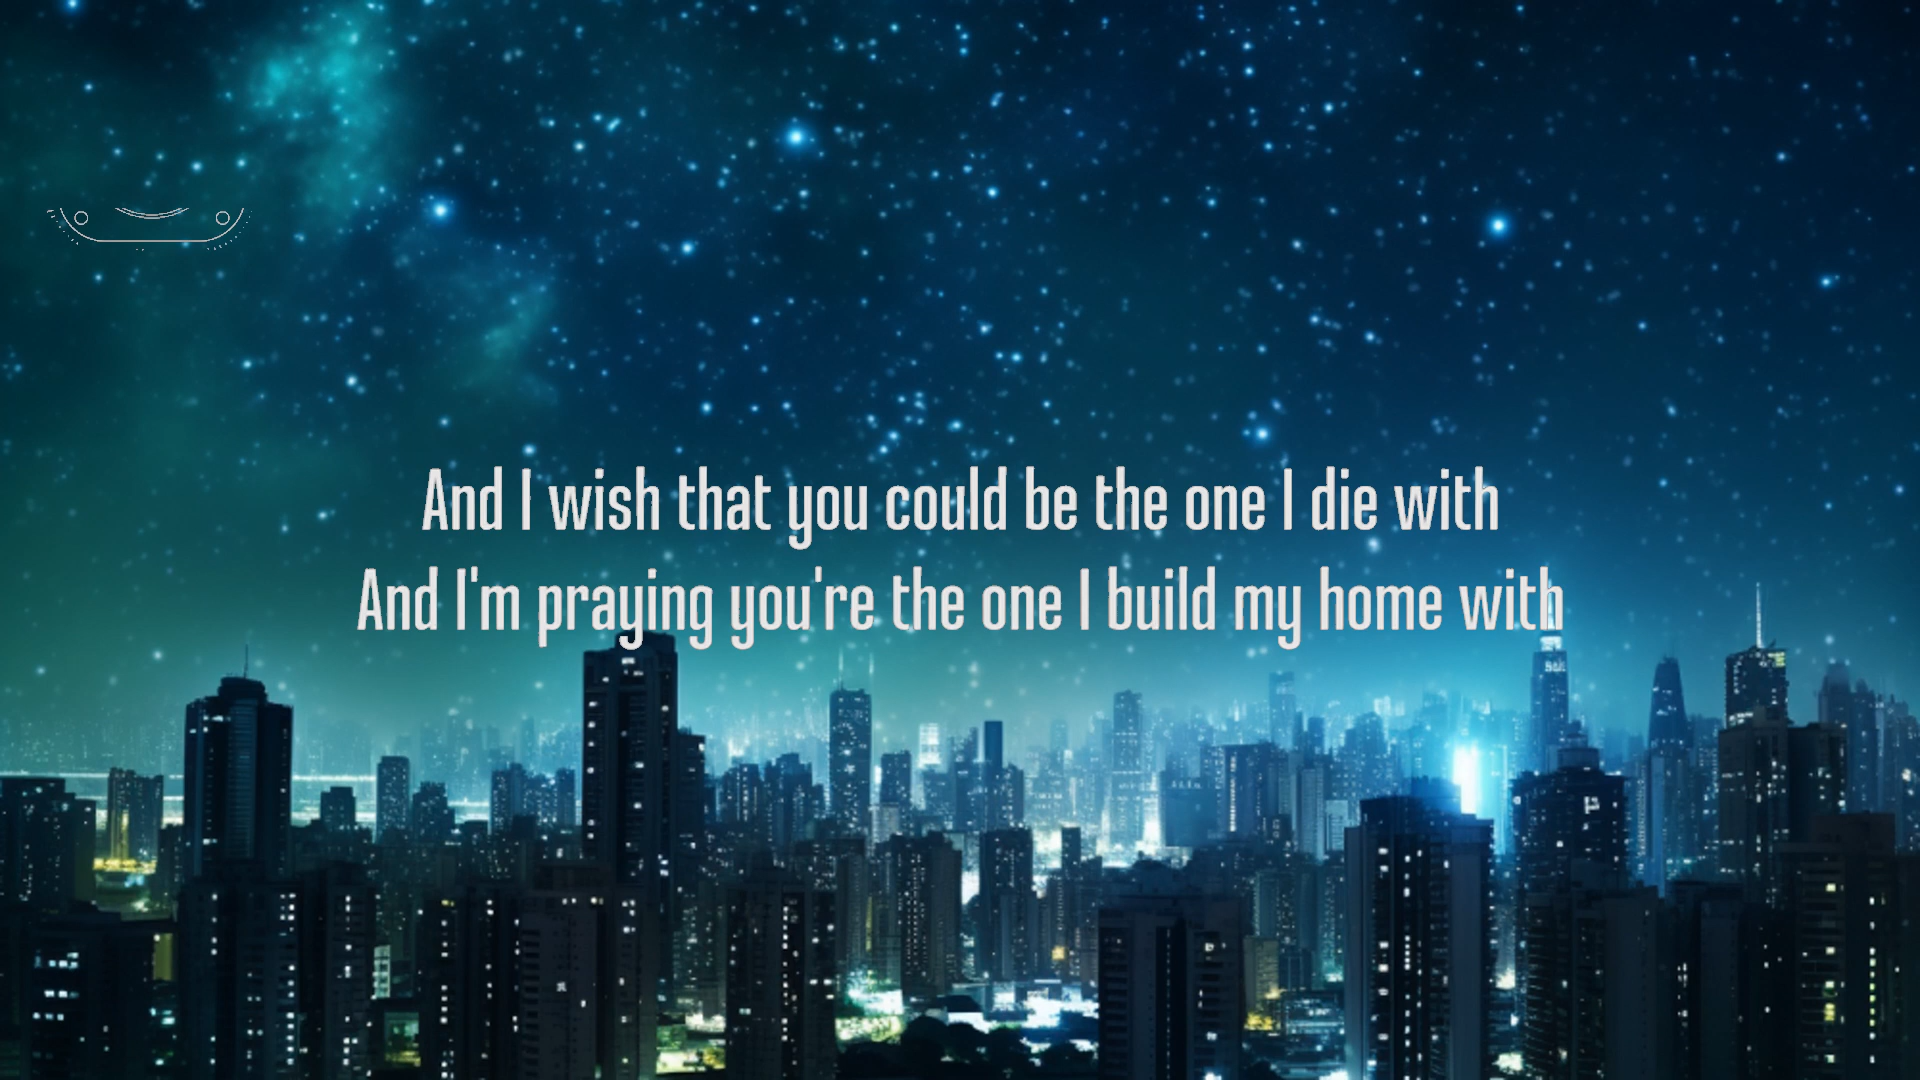 And I wish that you could be the one I die with
And I'm praying you're the one I build my home with